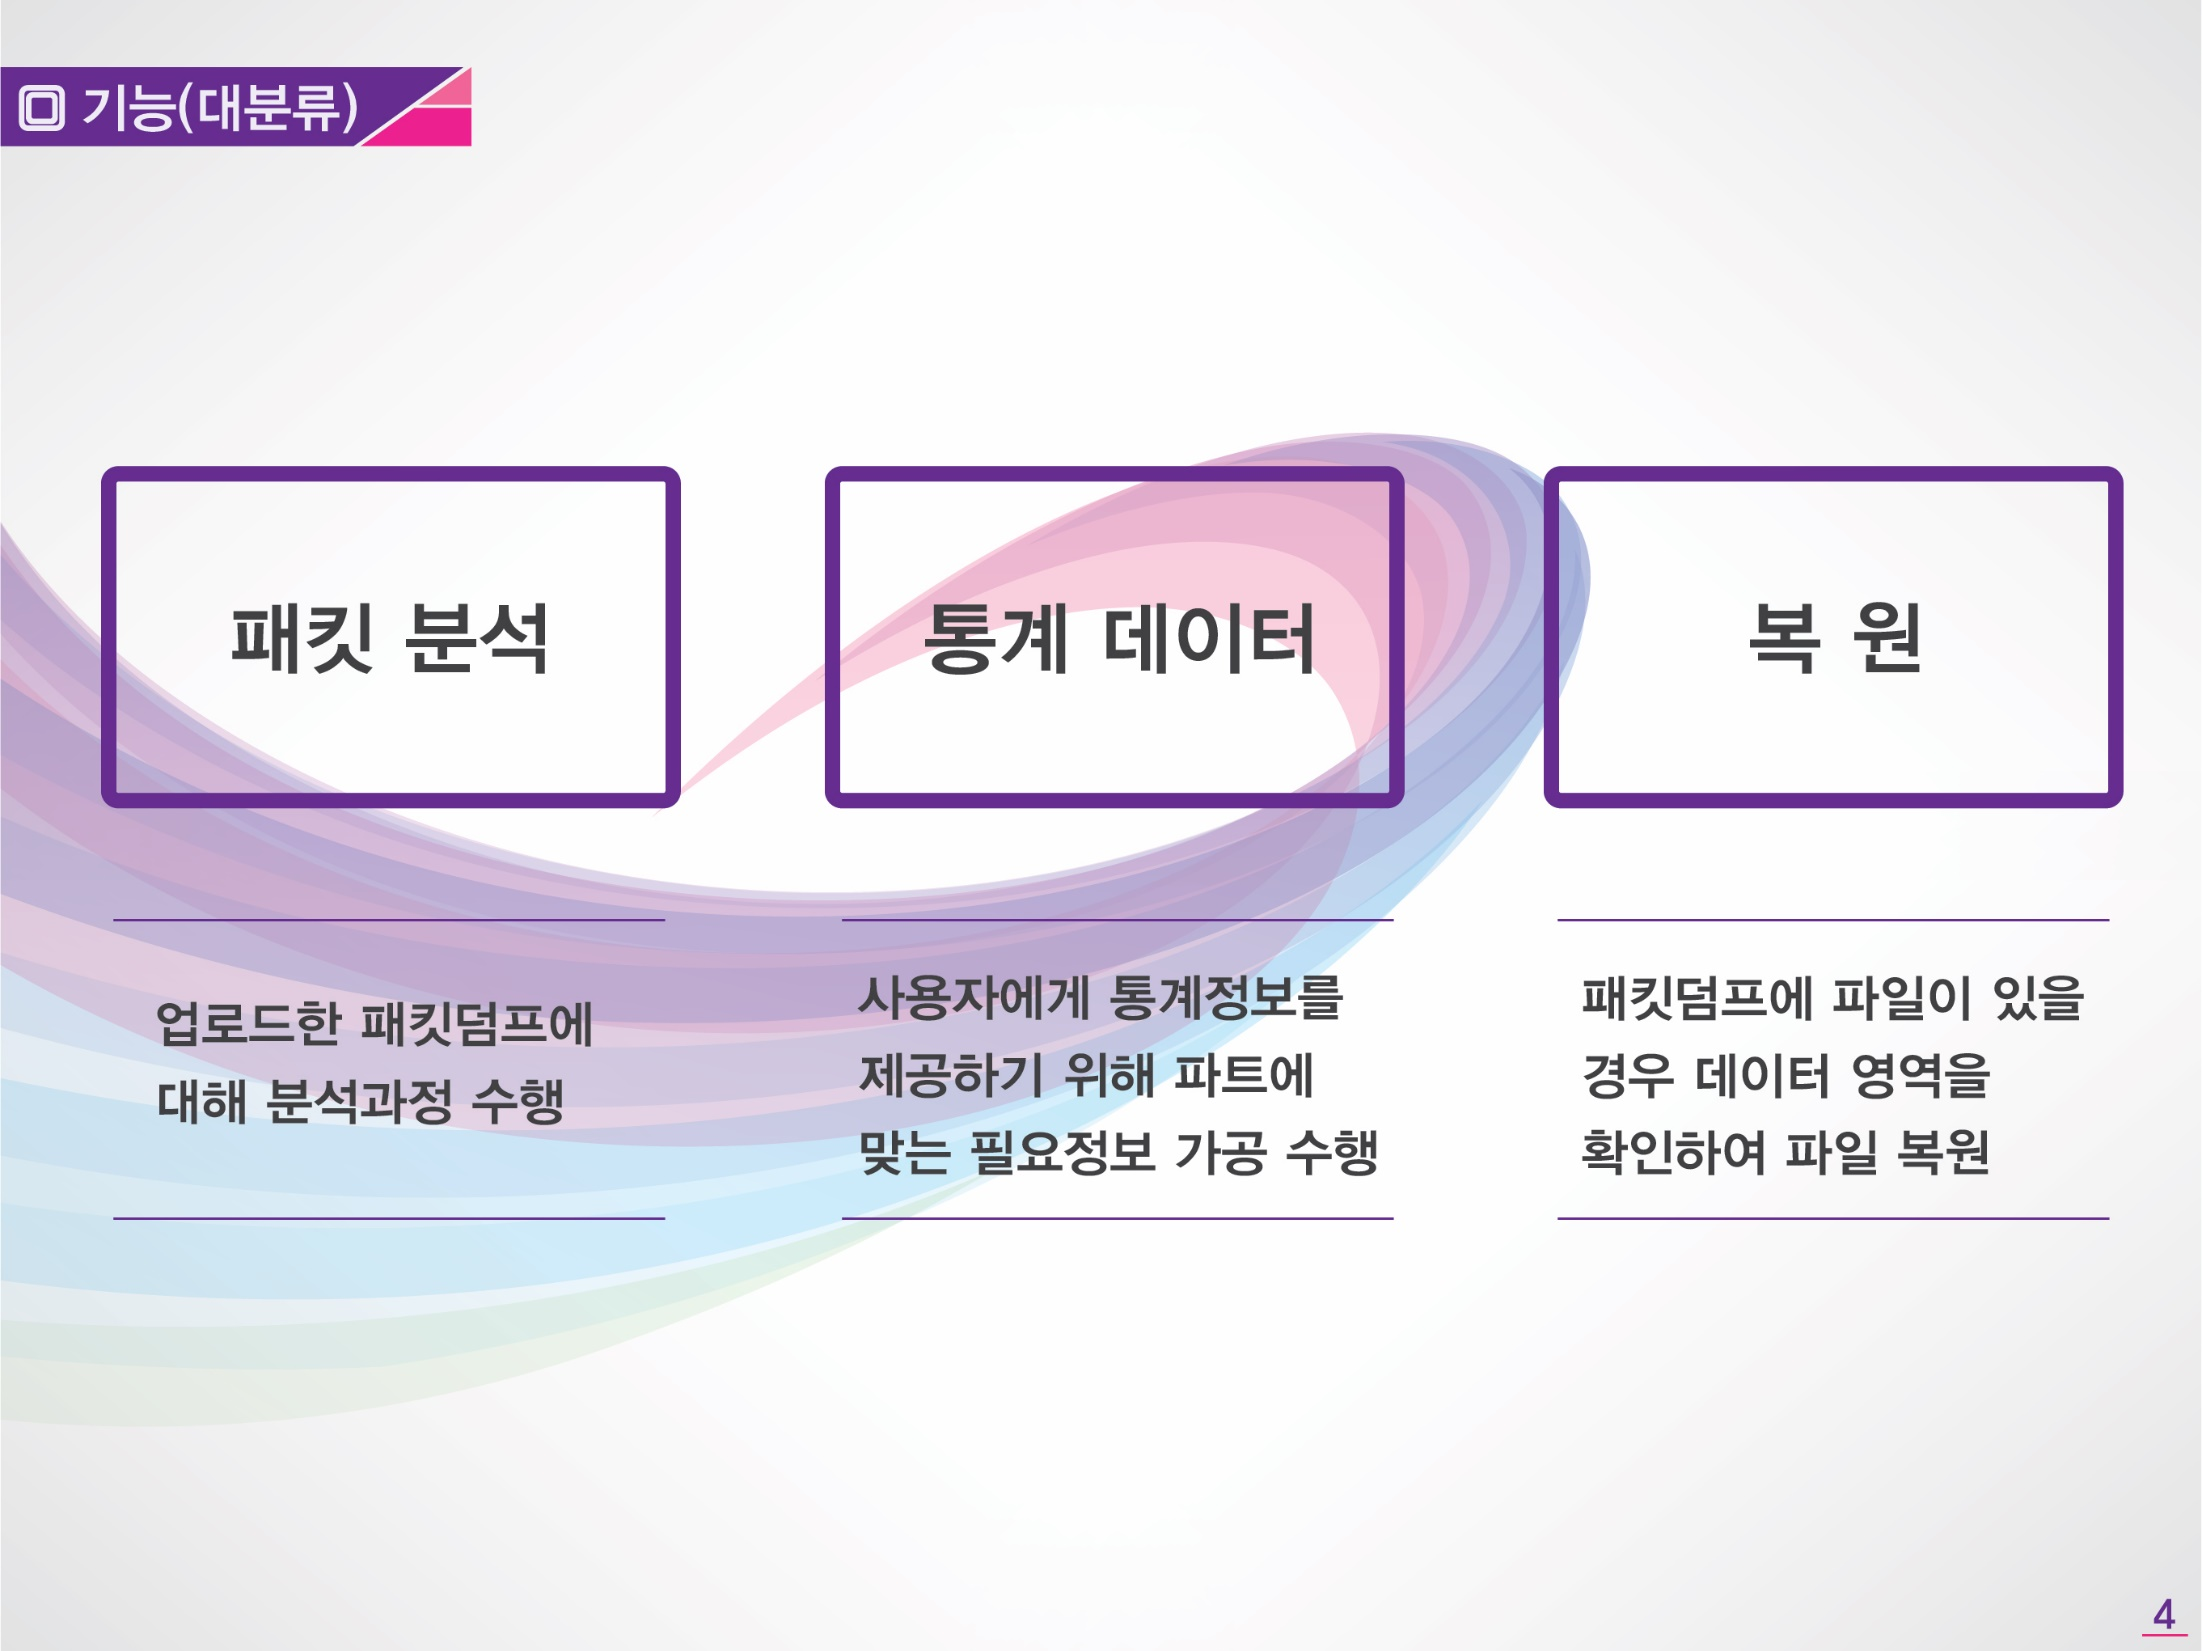 기능(대분류)
패킷 분석
통계 데이터
복 원
업로드한 패킷덤프에
대해 분석과정 수행
사용자에게 통계정보를
제공하기 위해 파트에
맞는 필요정보 가공 수행
패킷덤프에 파일이 있을
경우 데이터 영역을
확인하여 파일 복원
4